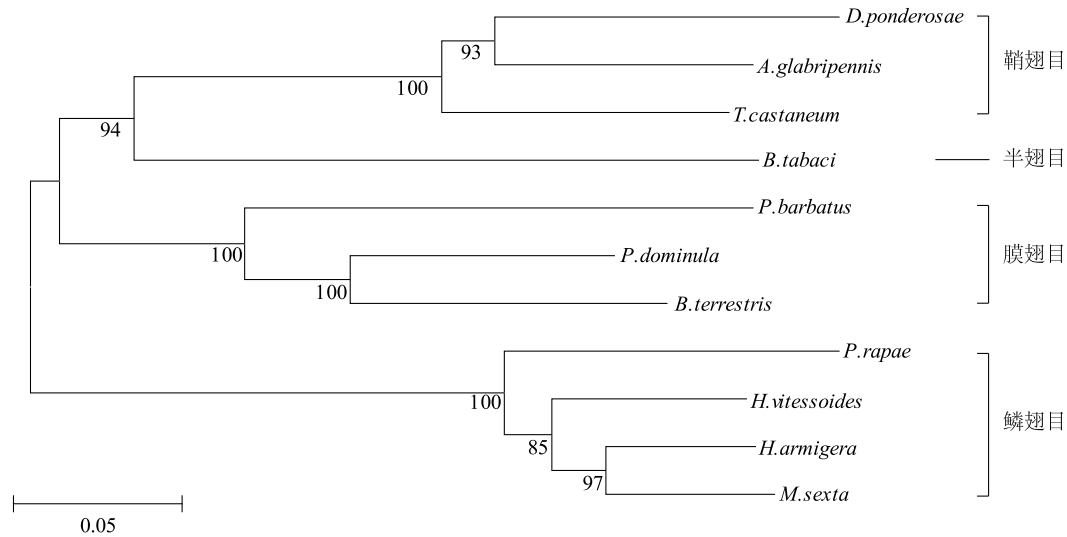 D.ponderosae
93
鞘翅目
A.glabripennis
100
T.castaneum
94
B.tabaci
半翅目
P.barbatus
100
P.dominula
膜翅目
100
B.terrestris
P.rapae
100
H.vitessoides
鳞翅目
85
H.armigera
97
M.sexta
0.05